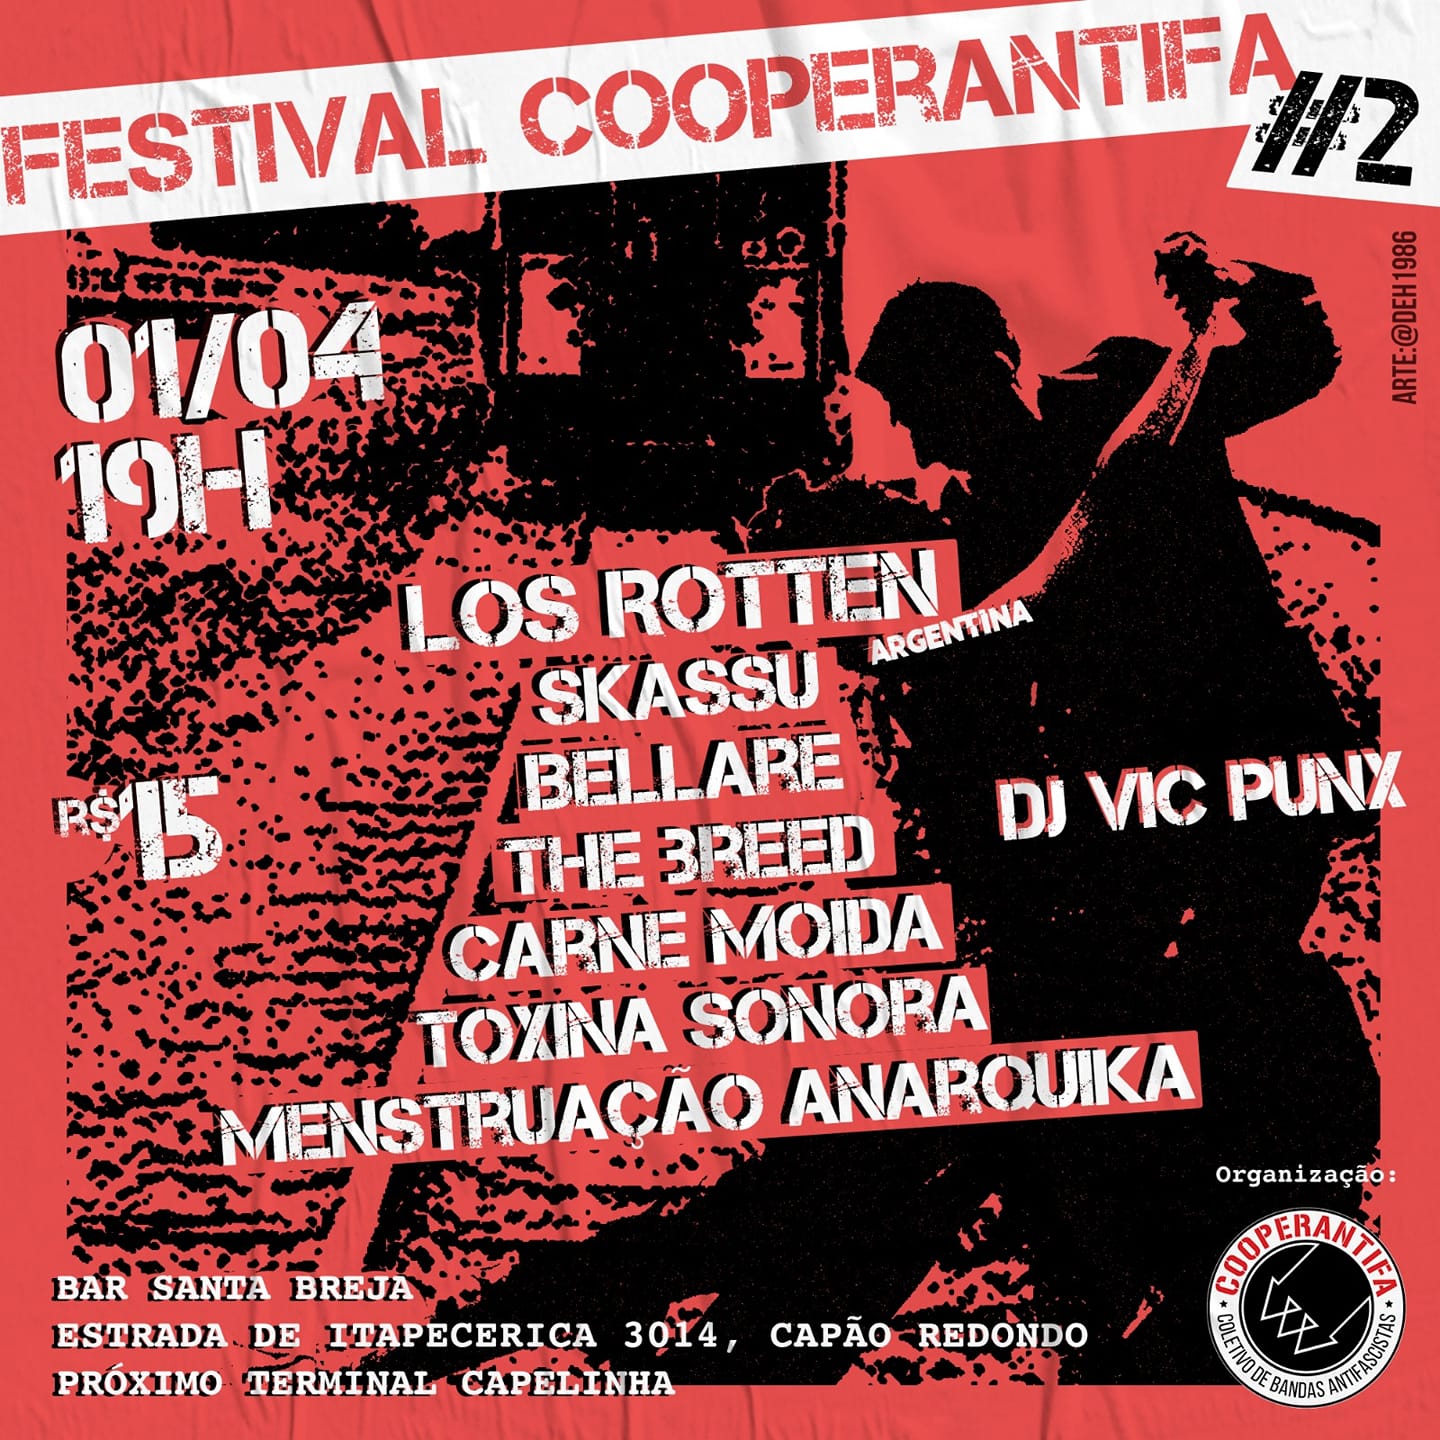 FESTIVAL COOPERANTIFA
#2
ARTE:@DEH1986
01/04
19H
LOS ROTTEN
ARGENTINA
SKASSU
BELLARE
THE BREED
CARNE MOIDA
TOXINA SONORA
MENSTRUAÇÃO ANARQUIKA
R$15
DJ VIC PUNX
Organização:
COOPERANTIFA
COLETIVO DE BANDAS ANTIFASCISTAS
BAR SANTA BREJA
ESTRADA DE ITAPECERICA 3014, CAPÃO REDONDO
PRÓXIMO TERMINAL CAPELINHA